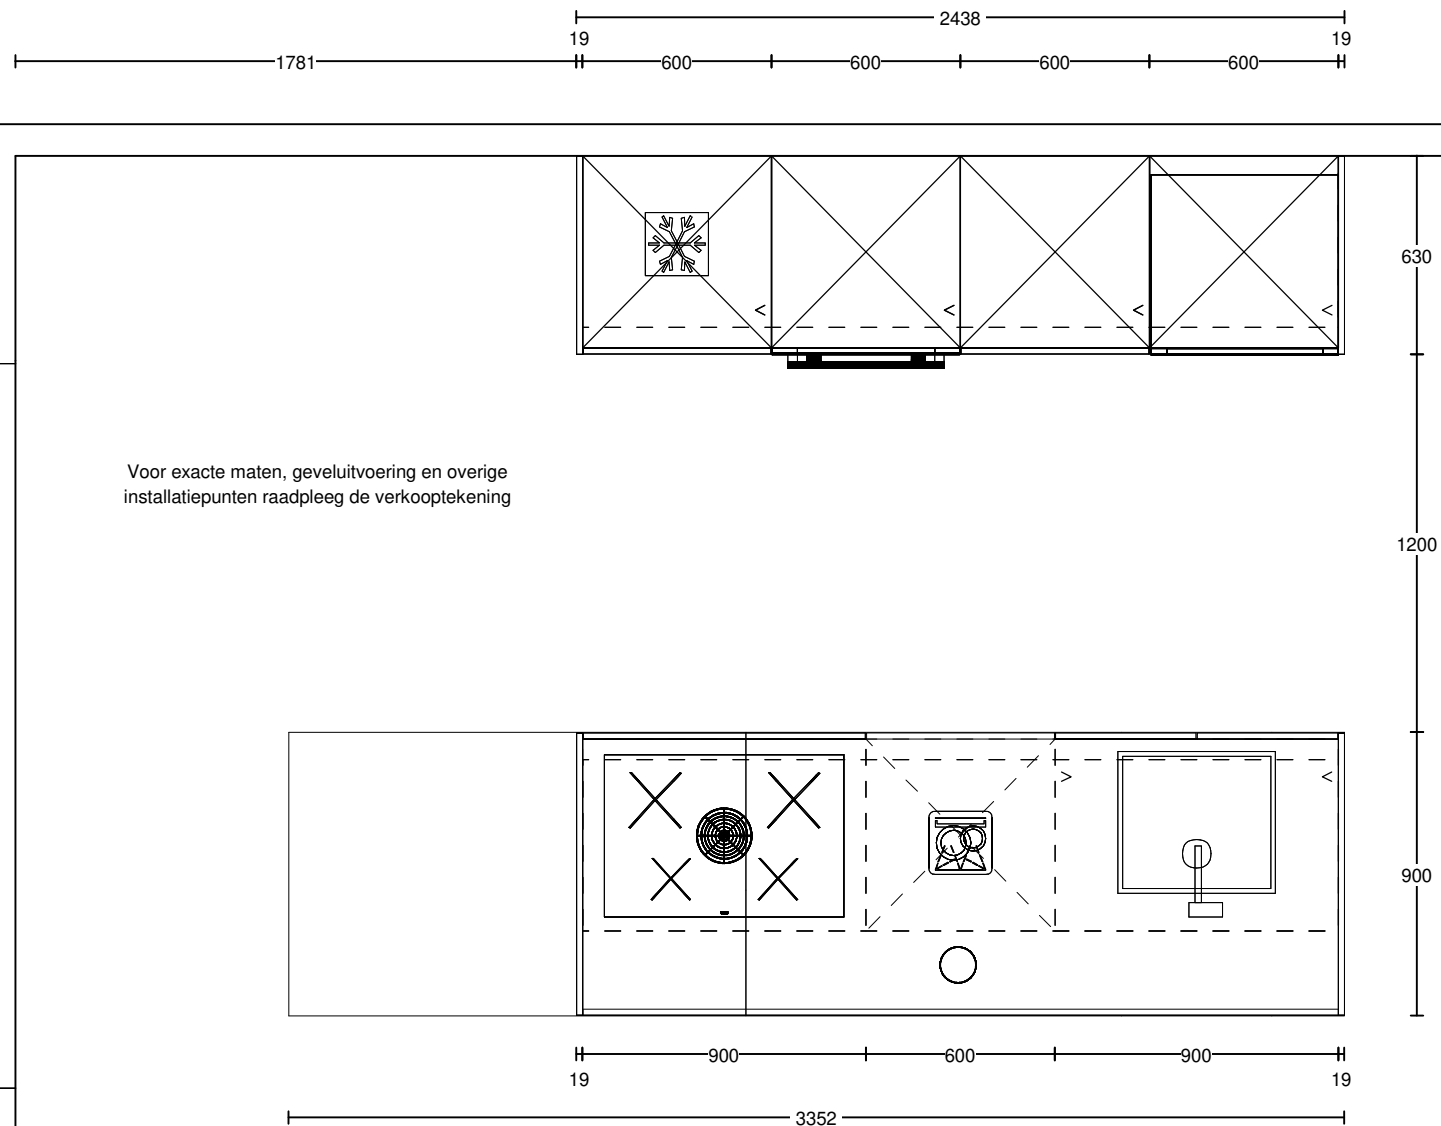 2438
19 19
1781 600 600 600 600
630
Voor exacte maten, geveluitvoering en overige
installatiepunten raadpleeg de verkooptekening
1200
900
900 600 900
19 19
3352